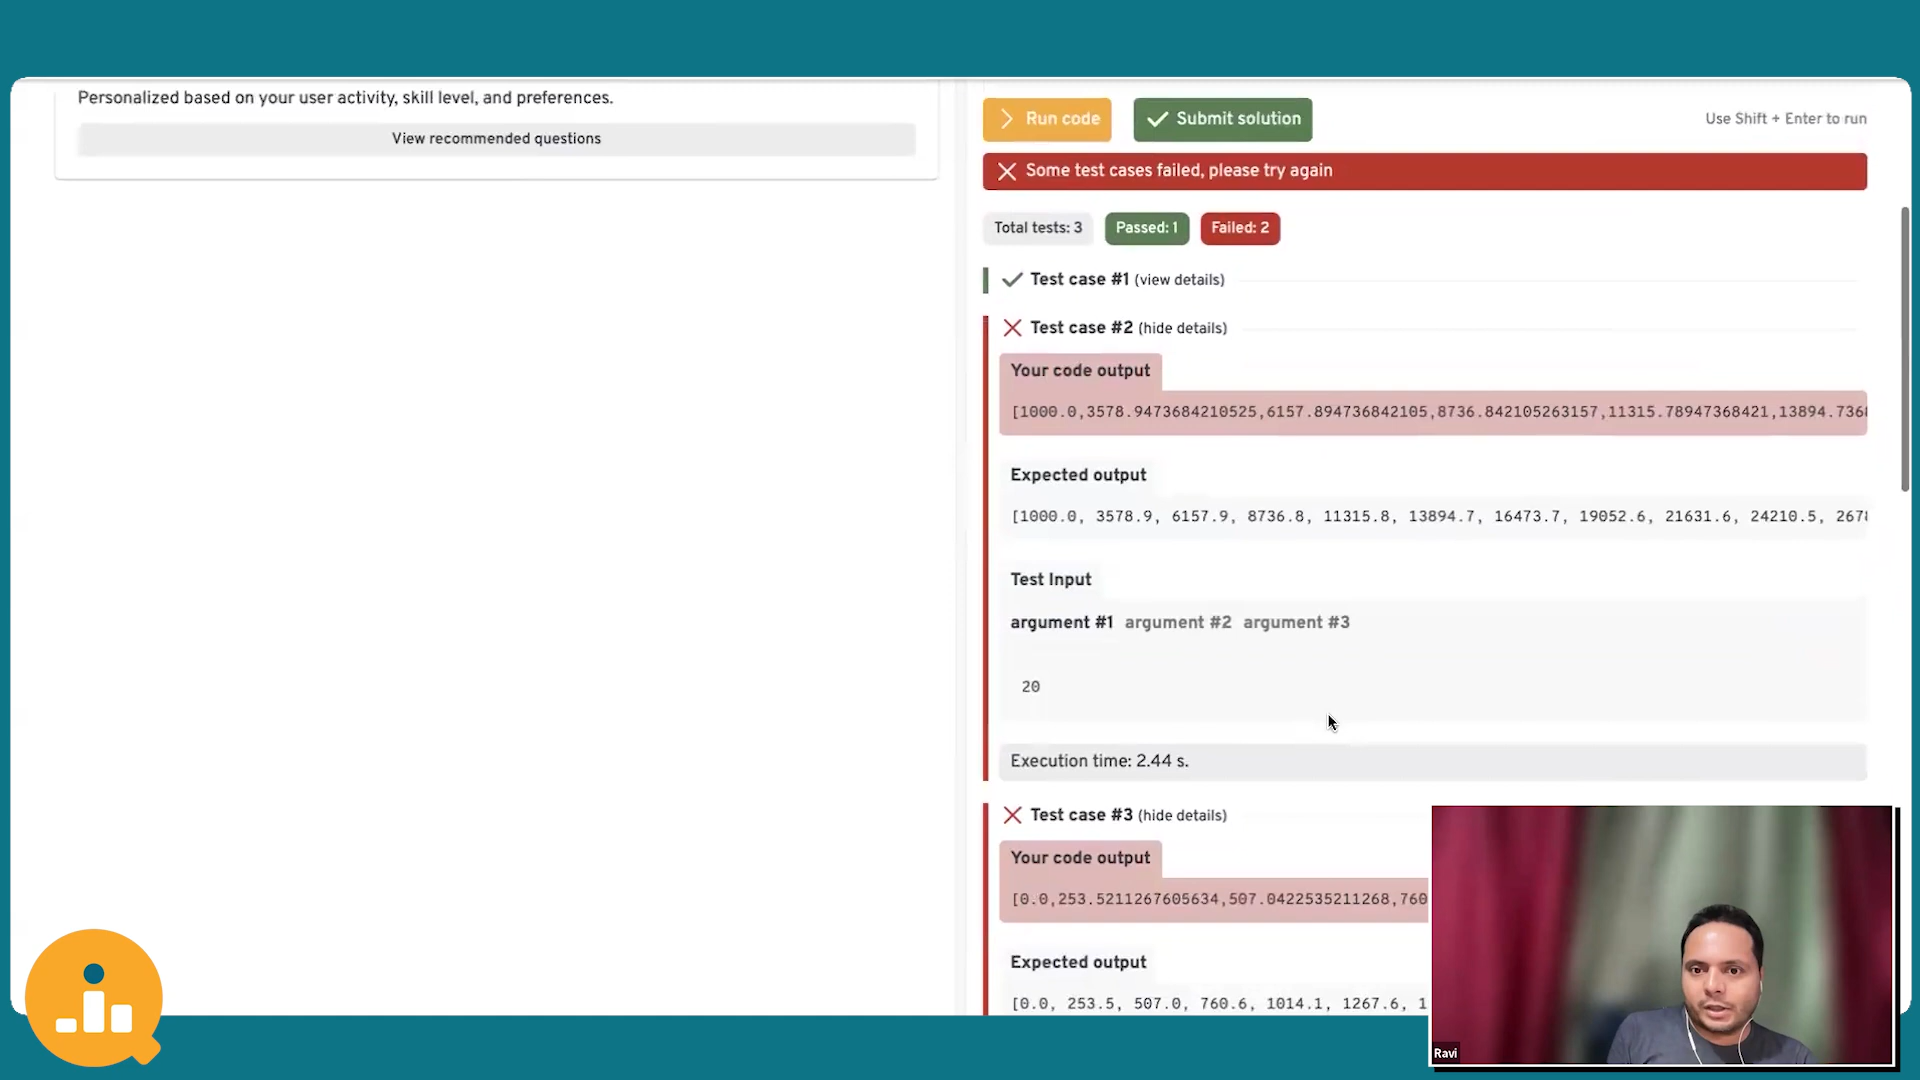 Personalized based on your user activity, skill level, and preferences.
View recommended questions
Run code
Submit solution
Use Shift + Enter to run
Some test cases failed, please try again
Total tests: 3
Passed: 1
Failed: 2
Test case #1 (view details)
Test case #2 (hide details)
Your code output
[1000.0,3578.9473684210525,6157.894736842105,8736.842105263157,11315.78947368421,13894.736
Expected output
[1000.0, 3578.9, 6157.9, 8736.8, 11315.8, 13894.7, 16473.7, 19052.6, 21631.6, 24210.5, 267
Test Input
argument #1 argument #2 argument #3
20
Execution time: 2.44 s.
Test case #3 (hide details)
Your code output
[0.0,253.5211267605634,507.0422535211268,760
Expected output
[0.0, 253.5, 507.0, 760.6, 1014.1, 1267.6, 1
Ravi